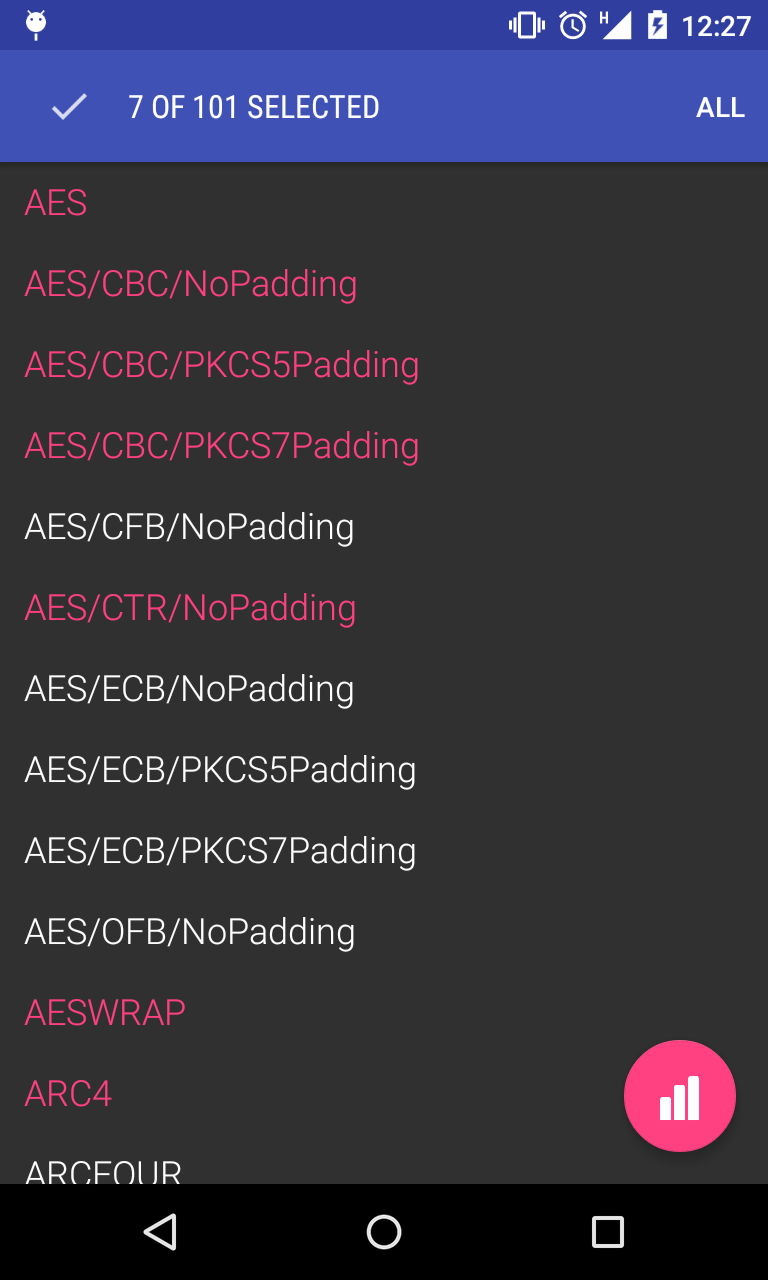 H 12:27
7 OF 101 SELECTED ALL
AES
AES/CBC/NoPadding
AES/CBC/PKCS5Padding
AES/CBC/PKCS7Padding
AES/CFB/NoPadding
AES/CTR/NoPadding
AES/ECB/NoPadding
AES/ECB/PKCS5Padding
AES/ECB/PKCS7Padding
AES/OFB/NoPadding
AESWRAP
ARC4
ARCFOUR